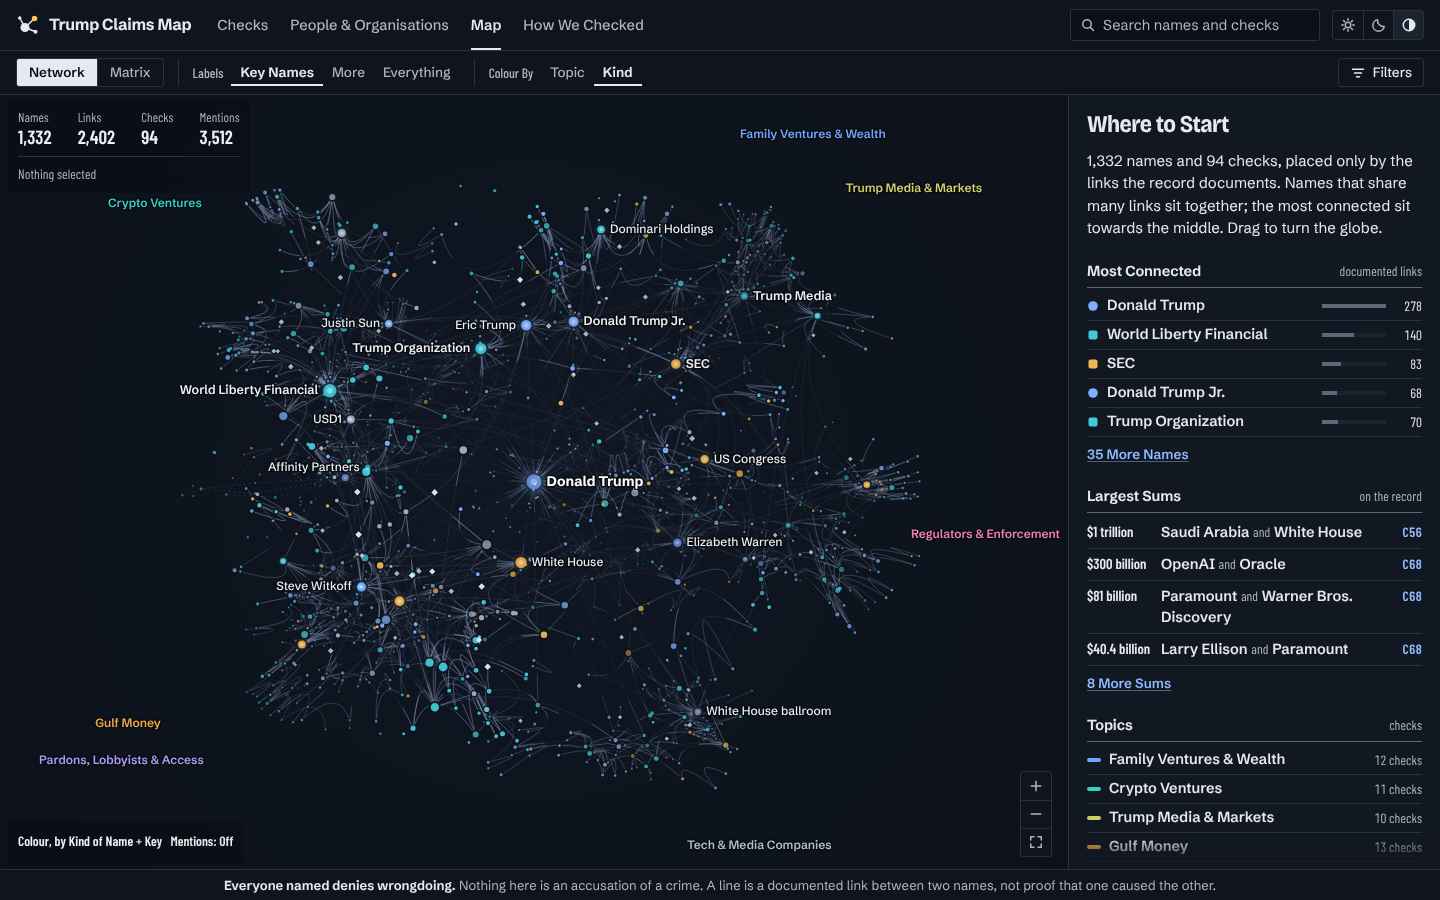 Trump Claims Map
Checks
People & Organisations
Map
How We Checked
Search names and checks
Network
Matrix
Labels
Key Names
More
Everything
Colour By
Topic
Kind
Filters
Names
Links
Checks
Mentions
1,332
2,402
94
3,512
Nothing selected
Family Ventures & Wealth
Trump Media & Markets
Crypto Ventures
Dominari Holdings
Trump Media
Justin Sun
Eric Trump
Donald Trump Jr.
Trump Organization
SEC
World Liberty Financial
USD1
US Congress
Affinity Partners
Donald Trump
Regulators & Enforcement
Elizabeth Warren
White House
Steve Witkoff
White House ballroom
Gulf Money
Pardons, Lobbyists & Access
Tech & Media Companies
Colour, by Kind of Name + Key
Mentions: Off
Where to Start
1,332 names and 94 checks, placed only by the
links the record documents. Names that share
many links sit together; the most connected sit
towards the middle. Drag to turn the globe.
Most Connected
documented links
Donald Trump 278
World Liberty Financial 140
SEC 83
Donald Trump Jr. 68
Trump Organization 70
35 More Names
Largest Sums
on the record
$1 trillion Saudi Arabia and White House C56
$300 billion OpenAI and Oracle C68
$81 billion Paramount and Warner Bros. C68
Discovery
$40.4 billion Larry Ellison and Paramount C68
8 More Sums
Topics
checks
Family Ventures & Wealth 12 checks
Crypto Ventures 11 checks
Trump Media & Markets 10 checks
Gulf Money 13 checks
Everyone named denies wrongdoing. Nothing here is an accusation of a crime. A line is a documented link between two names, not proof that one caused the other.